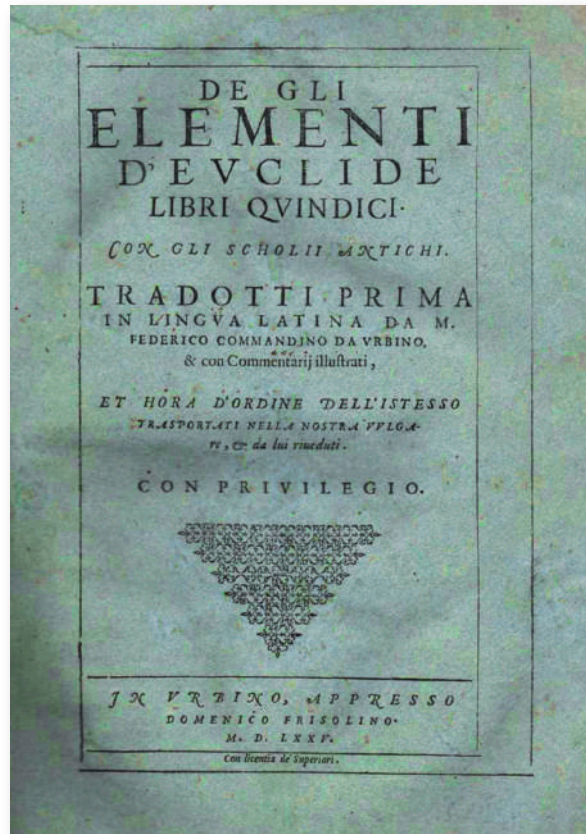 DE GLI
ELEMENTI
D'EVCLIDE
LIBRI QVINDICI.
CON GLI SCHOLII ANTICHI.
TRADOTTI PRIMA
IN LINGVA LATINA DA M.
FEDERICO COMMANDINO DA VRBINO,
& con Commentarij illustrati,
ET HORA D'ORDINE DELL'ISTESSO
TRASPORTATI NELLA NOSTRA VVLGA-
re, & da lui riueduti.
CON PRIVILEGIO.
IN VRBINO, APPRESSO
DOMENICO FRISOLINO.
M. D. LXXV.
Con licentia de' Superiori.